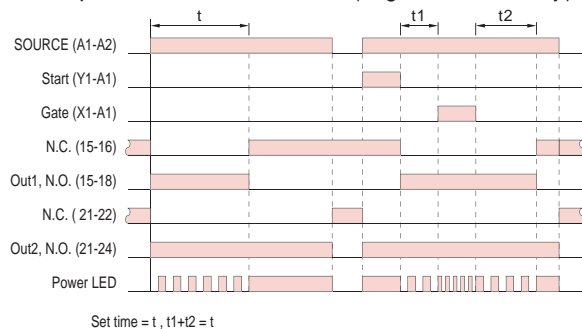 t t1 t2
SOURCE (A1-A2)
Start (Y1-A1)
Gate (X1-A1)
N.C. (15-16)
Out1, N.O. (15-18)
N.C. ( 21-22)
Out2, N.O. (21-24)
Power LED
Set time = t , t1+t2 = t